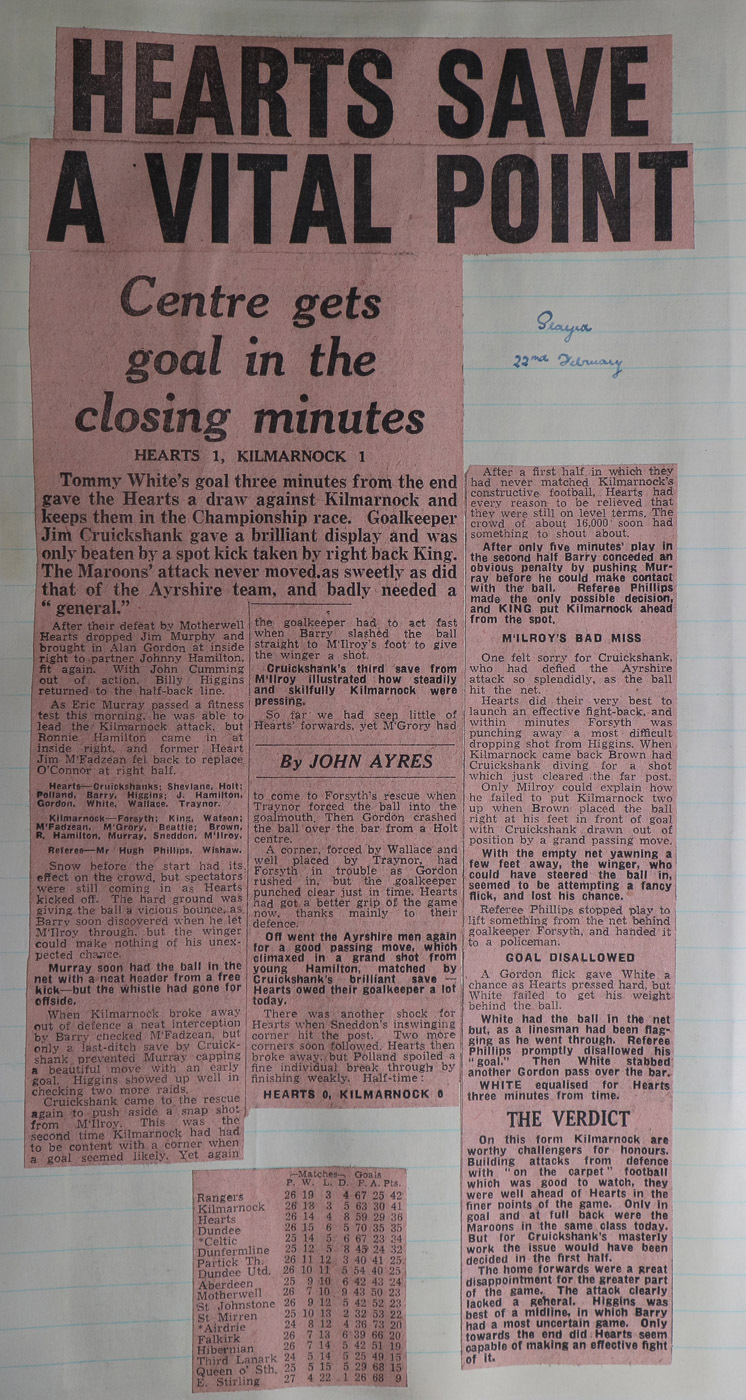 HEARTS SAVE
A VITAL POINT
Centre gets
goal in the
closing minutes
HEARTS 1, KILMARNOCK 1
Tommy White's goal three minutes from the end
gave the Hearts a draw against Kilmarnock and
keeps them in the Championship race. Goalkeeper
Jim Cruickshank gave a brilliant display and was
only beaten by a spot kick taken by right back King.
The Maroons' attack never moved.as sweetly as did
that of the Ayrshire team, and badly needed a
"general."
After their defeat by Motherwell
Hearts dropped Jim Murphy and
brought in Alan Gordon at inside
right to partner Johnny Hamilton,
fit again. With John Cumming
out of action, Billy Higgins
returned to the half-back line.
As Eric Murray passed a fitness
test this morning, he was able to
lead the Kilmarnock attack, but
Ronnie Hamilton came in at
inside right, and former Heart
Jim M'Fadzean fel back to replace
O'Connor at right half.
Hearts—Cruickshanks; Shevlane, Holt;
Polland, Barry, Higgins; J. Hamilton,
Gordon, White, Wallace, Traynor.
Kilmarnock—Forsyth; King, Watson;
M'Fadzean, M'Grory, Beattie; Brown,
R. Hamilton, Murray, Sneddon, M'Ilroy.
Referee—Mr Hugh Phillips, Wishaw.
Snow before the start had its
effect on the crowd, but spectators
were still coming in as Hearts
kicked off. The hard ground was
giving the ball a vicious bounce, as
Barry soon discovered when he let
M'Ilroy through, but the winger
could make nothing of his unex-
pected chance.
Murray soon had the ball in the
net with a neat header from a free
kick—but the whistle had gone for
offside.
When Kilmarnock broke away
out of defence a neat interception
by Barry checked M'Fadzean, but
only a last-ditch save by Cruick-
shank prevented Murray capping
a beautiful move with an early
goal. Higgins showed up well in
checking two more raids.
Cruickshank came to the rescue
again to push aside a snap shot
from M'Ilroy. This was the
second time Kilmarnock had had
to be content with a corner when
a goal seemed likely. Yet again
the goalkeeper had to act fast
when Barry slashed the ball
straight to M'Ilroy's foot to give
the winger a shot.
Cruickshank's third save from
M'Ilroy illustrated how steadily
and skilfully Kilmarnock were
pressing.
So far we had seen little of
Hearts' forwards, yet M'Grory had
By JOHN AYRES
to come to Forsyth's rescue when
Traynor forced the ball into the
goalmouth. Then Gordon crashed
the ball over the bar from a Holt
centre.
A corner, forced by Wallace and
well placed by Traynor, had
Forsyth in trouble as Gordon
rushed in, but the goalkeeper
punched clear just in time. Hearts
had got a better grip of the game
now, thanks mainly to their
defence.
Off went the Ayrshire men again
for a good passing move, which
climaxed in a grand shot from
young Hamilton, matched by
Cruickshank's brilliant save —
Hearts owed their goalkeeper a lot
today.
There was another shock for
Hearts when Sneddon's inswinging
corner hit the post. Two more
corners soon followed. Hearts then
broke away, but Polland spoiled a
fine individual break through by
finishing weakly. Half-time:
HEARTS 0, KILMARNOCK 0
22nd February
After a first half in which they
had never matched Kilmarnock's
constructive football, Hearts had
every reason to be relieved that
they were still on level terms. The
crowd of about 16,000 soon had
something to shout about.
After only five minutes' play in
the second half Barry conceded an
obvious penalty by pushing Mur-
ray before he could make contact
with the ball. Referee Phillips
made the only possible decision,
and KING put Kilmarnock ahead
from the spot.
M'ILROY'S BAD MISS
One felt sorry for Cruickshank,
who had defied the Ayrshire
attack so splendidly, as the ball
hit the net.
Hearts did their very best to
launch an effective fight-back, and
within minutes Forsyth was
punching away a most difficult
dropping shot from Higgins. When
Kilmarnock came back Brown had
Cruickshank diving for a shot
which just cleared the far post.
Only Milroy could explain how
he failed to put Kilmarnock two
up when Brown placed the ball
right at his feet in front of goal
with Cruickshank drawn out of
position by a grand passing move.
With the empty net yawning a
few feet away, the winger, who
could have steered the ball in,
seemed to be attempting a fancy
flick, and lost his chance.
Referee Phillips stopped play to
lift something from the net behind
goalkeeper Forsyth, and handed it
to a policeman.
GOAL DISALLOWED
A Gordon flick gave White a
chance as Hearts pressed hard, but
White failed to get his weight
behind the ball.
White had the ball in the net
but, as a linesman had been flag-
ging as he went through, Referee
Phillips promptly disallowed his
"goal." Then White stabbed
another Gordon pass over the bar.
WHITE equalised for Hearts
three minutes from time.
THE VERDICT
On this form Kilmarnock are
worthy challengers for honours.
Building attacks from defence
with "on the carpet" football
which was good to watch, they
were well ahead of Hearts in the
finer points of the game. Only in
goal and at full back were the
Maroons in the same class today.
But for Cruickshank's masterly
work the issue would have been
decided in the first half.
The home forwards were a great
disappointment for the greater part
of the game. The attack clearly
lacked a general. Higgins was
best of a midline, in which Barry
had a most uncertain game. Only
towards the end did Hearts seem
capable of making an effective fight
of it.
—Matches— Goals
P. W. L. D. F. A. Pts.
Rangers 26 19 3 4 67 25 42
Kilmarnock 26 18 3 5 63 30 41
Hearts 26 14 4 8 59 29 36
Dundee 26 15 6 5 70 35 35
*Celtic 25 14 5 6 67 23 34
Dunfermline 25 12 5 8 45 24 32
Partick Th. 26 11 12 3 40 41 25
Dundee Utd. 26 10 11 5 54 40 25
Aberdeen 25 9 10 6 42 43 24
Motherwell 26 7 10 9 43 50 23
St Johnstone 26 9 12 5 42 52 23
St Mirren 25 10 13 2 32 53 22
*Airdrie 24 8 12 4 36 73 20
Falkirk 26 7 13 6 39 66 20
Hibernian 26 7 14 5 42 51 19
Third Lanark 24 5 14 5 25 49 15
Queen o' Sth. 25 5 15 5 29 68 15
E. Stirling 27 4 22 1 26 68 9